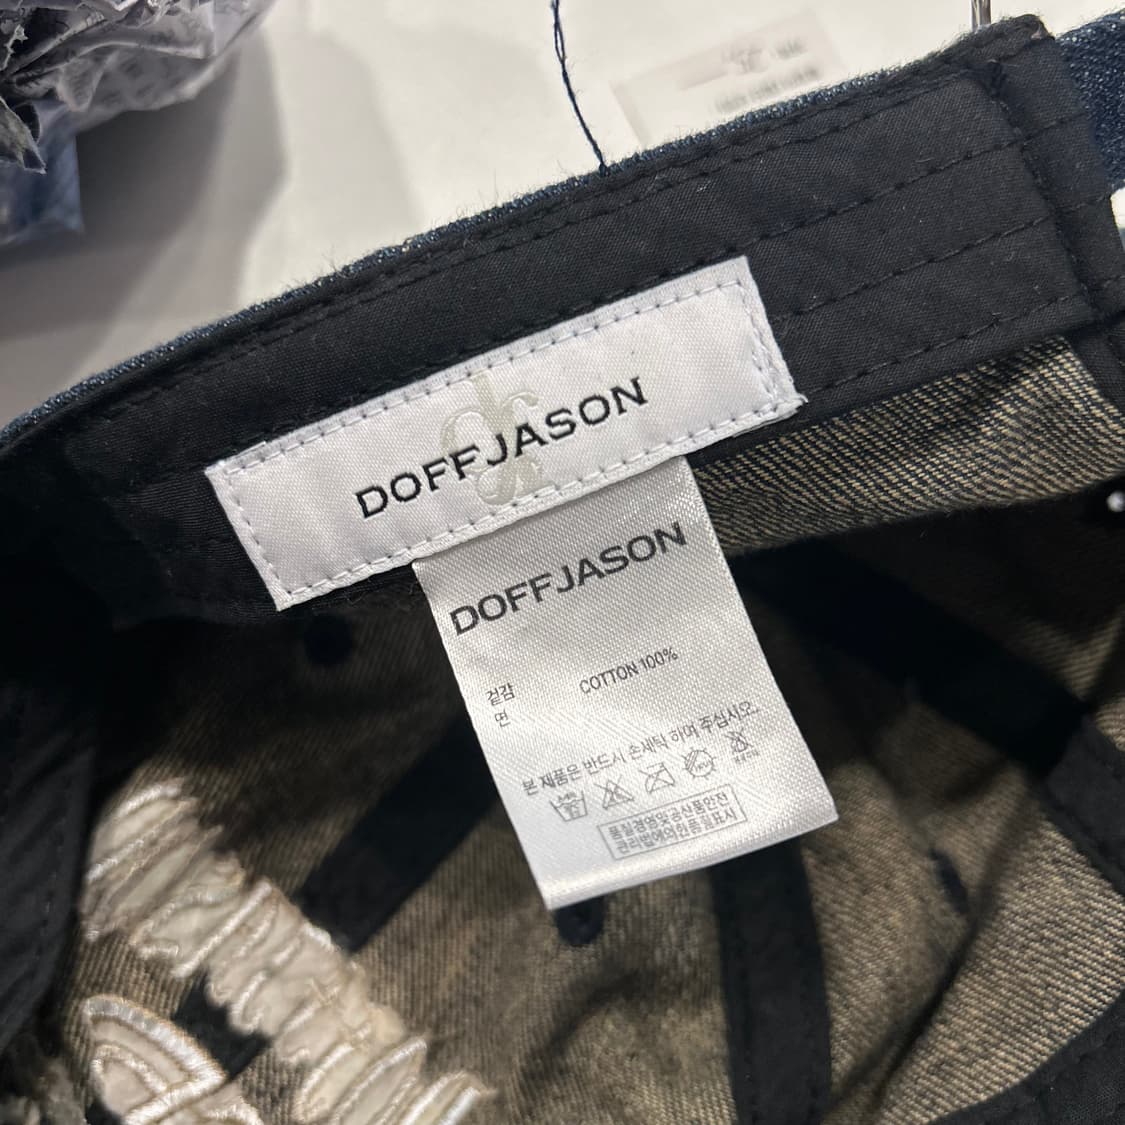 DOFFJASON
DOFFJASON
겉감 COTTON 100%
면
본 제품은 반드시 손세탁 하며 주십시오.
품질경영및공산품안전
관리법에의한품질표시